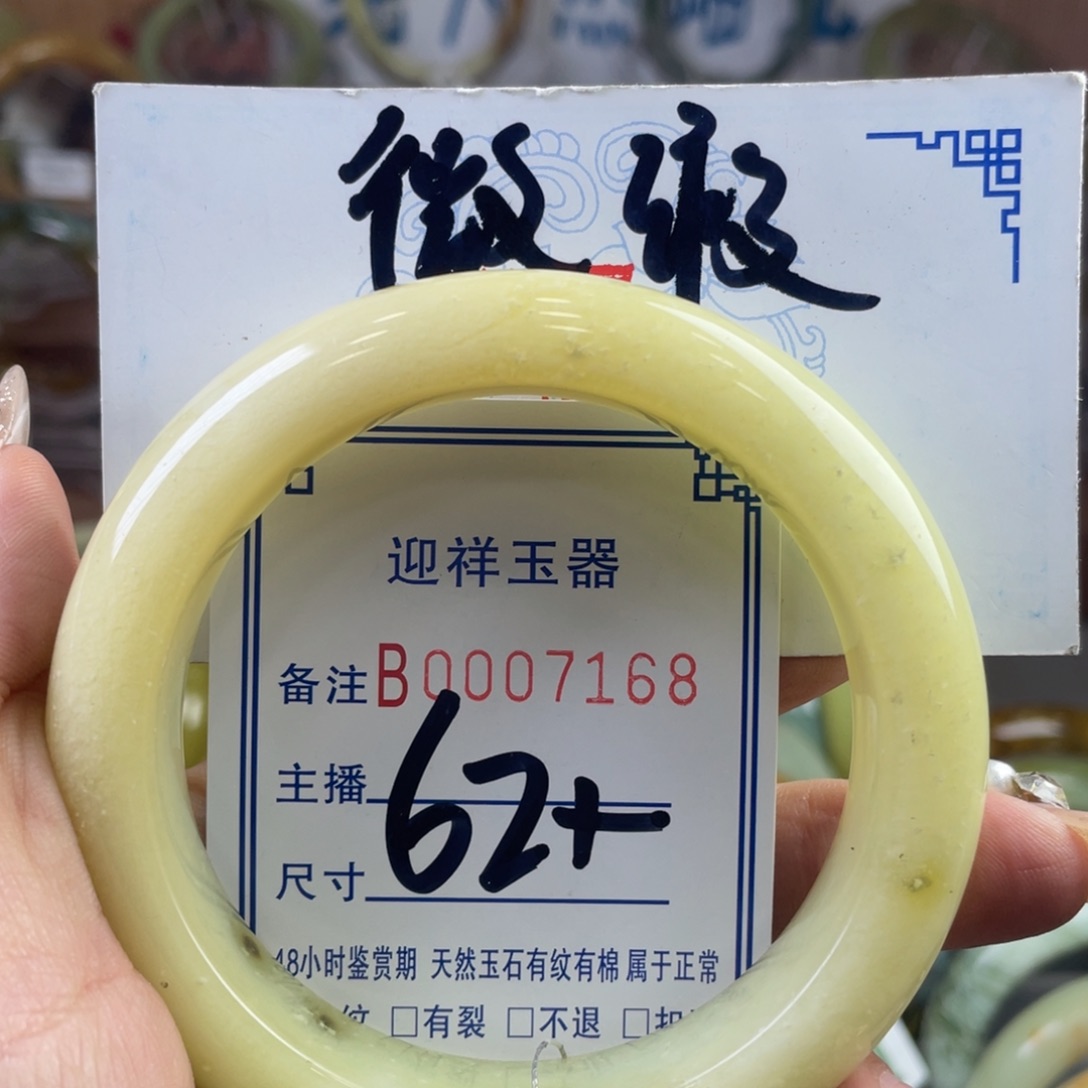 微瑕
迎祥玉器
备注B0007168
主播
62+
尺寸
48小时鉴赏期 天然玉石有纹有棉 属于正常
纹 □有裂 □不退 □扣